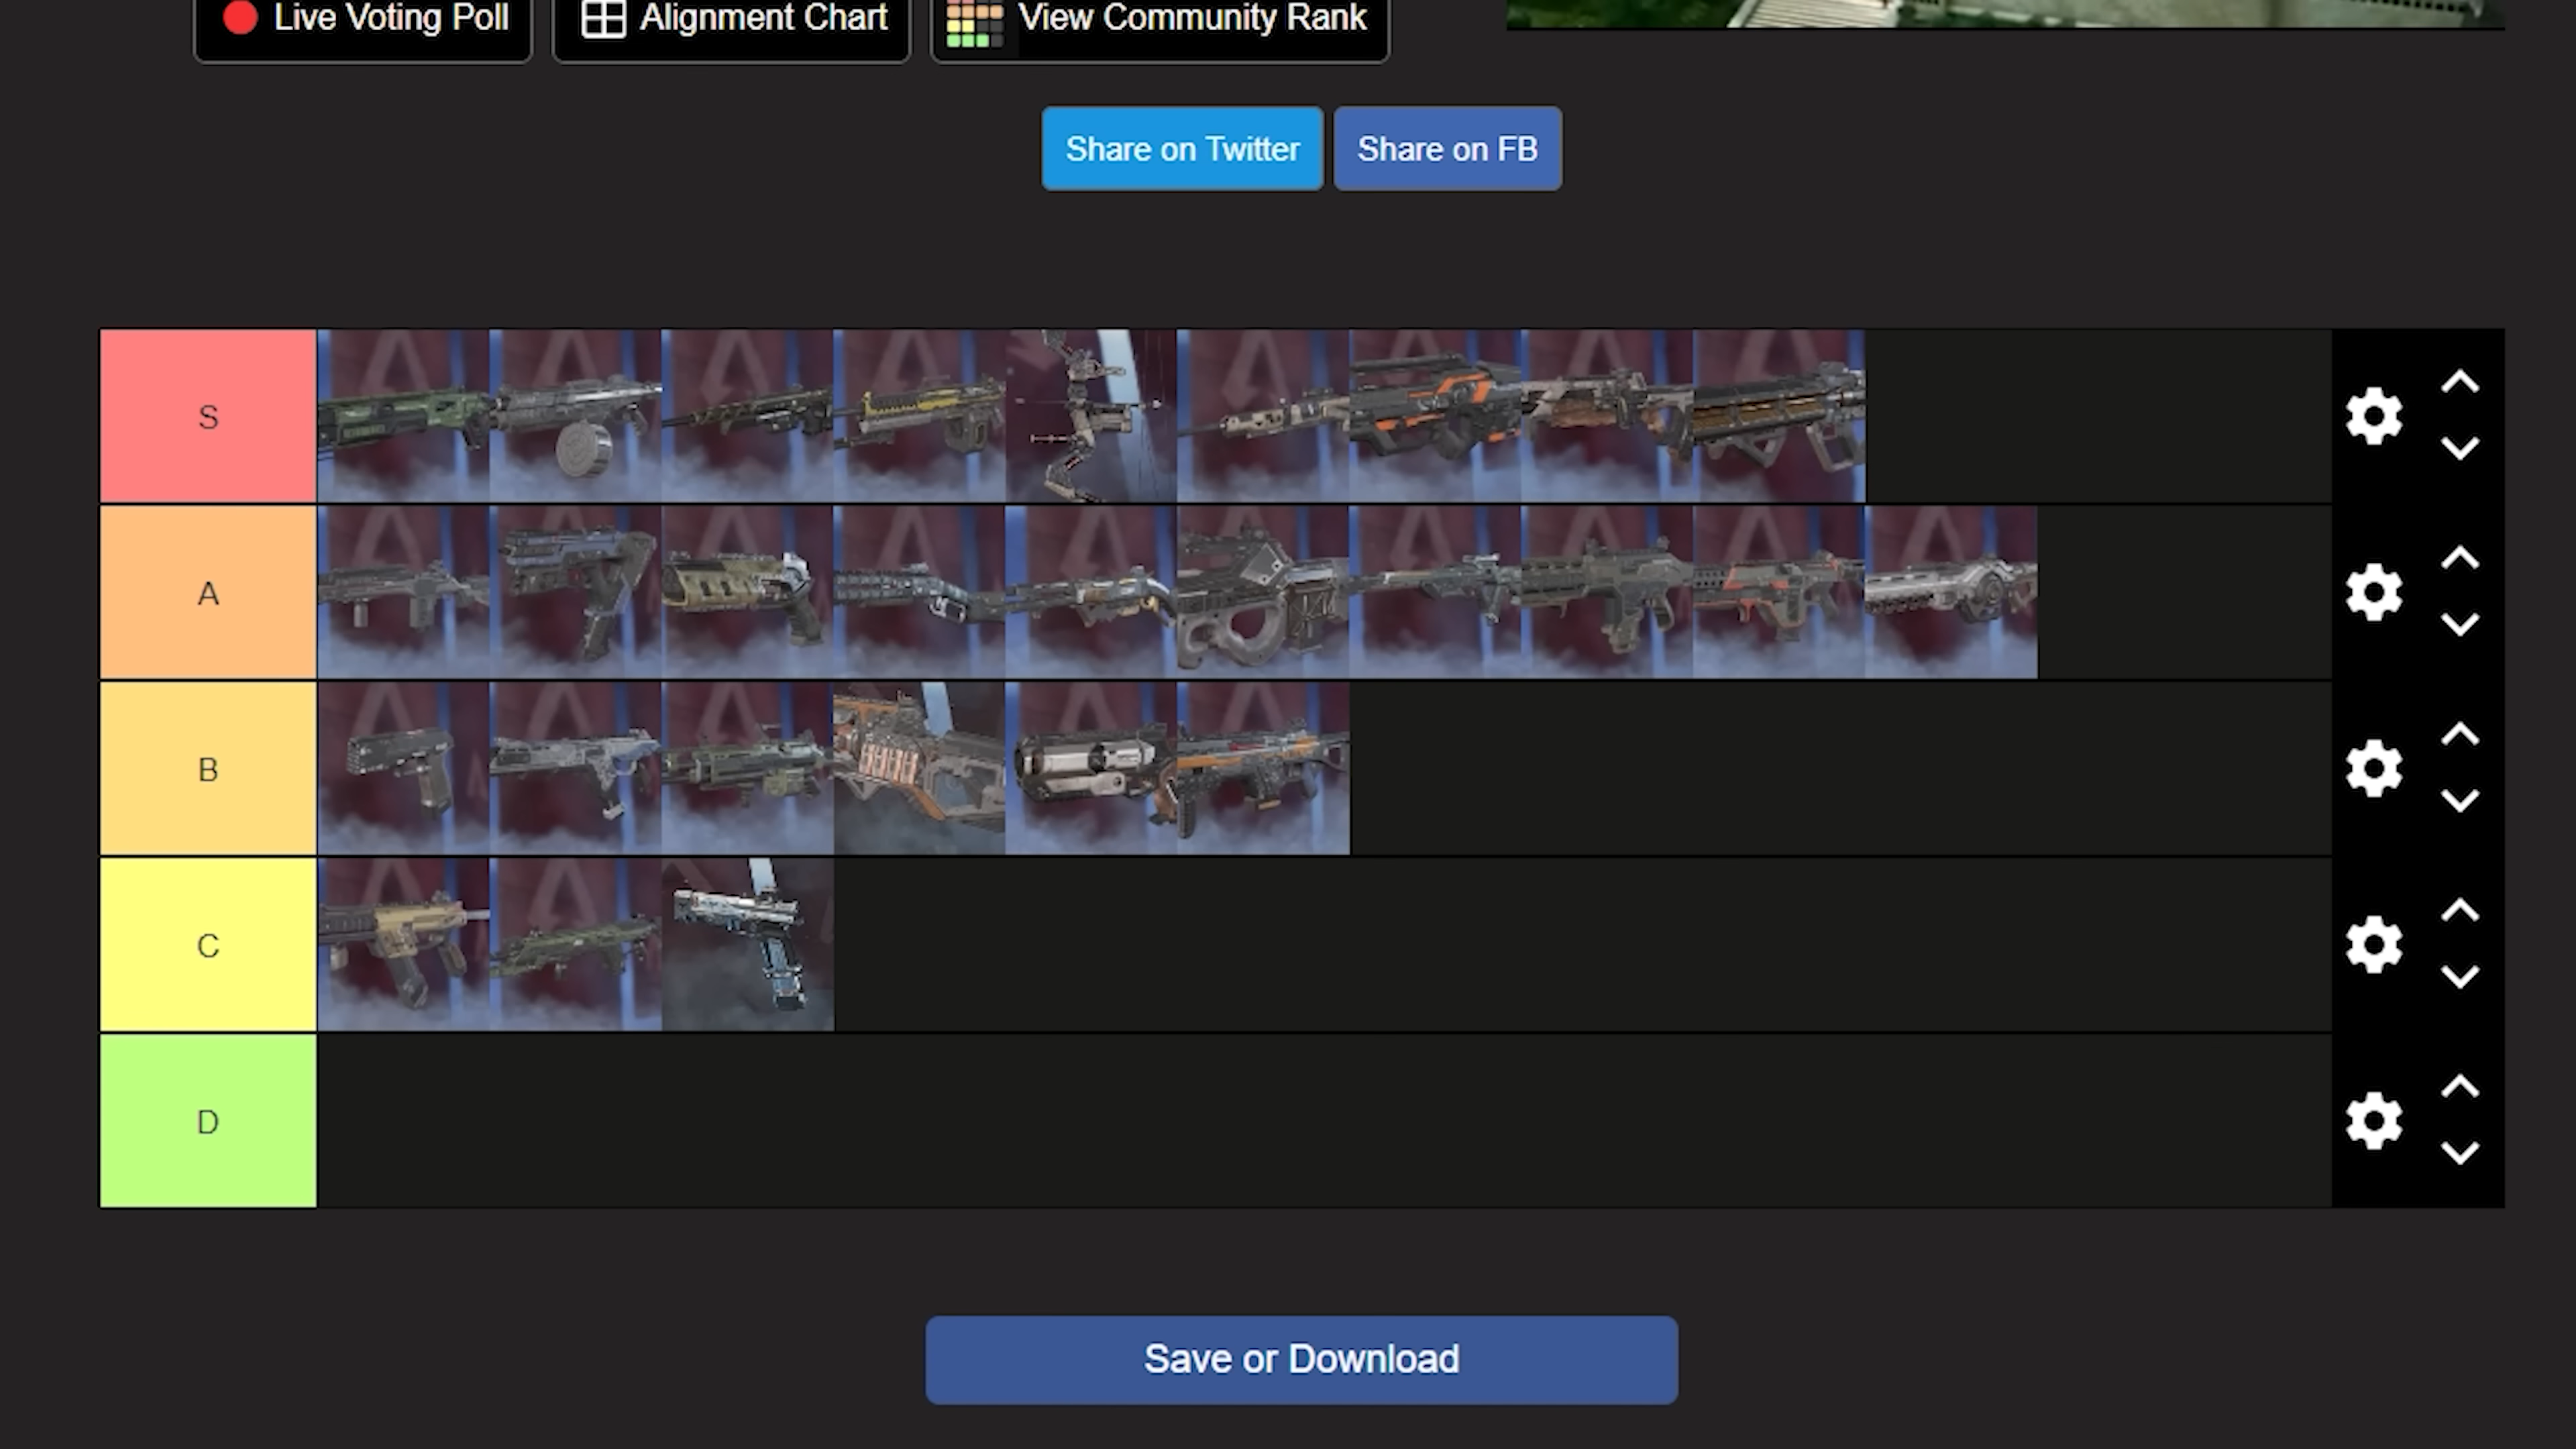 Live Voting Poll
Alignment Chart
View Community Rank
Share on Twitter
Share on FB
S
A
B
C
D
Save or Download